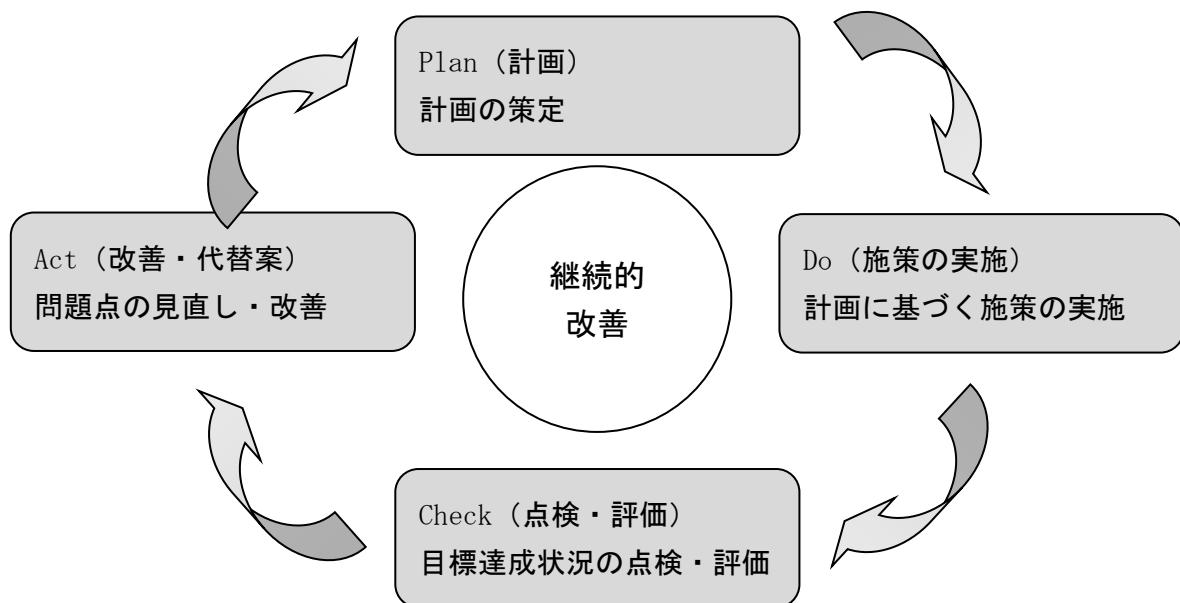 Plan（計画）
計画の策定
Act（改善・代替案）
問題点の見直し・改善
継続的
改善
Do（施策の実施）
計画に基づく施策の実施
Check（点検・評価）
目標達成状況の点検・評価